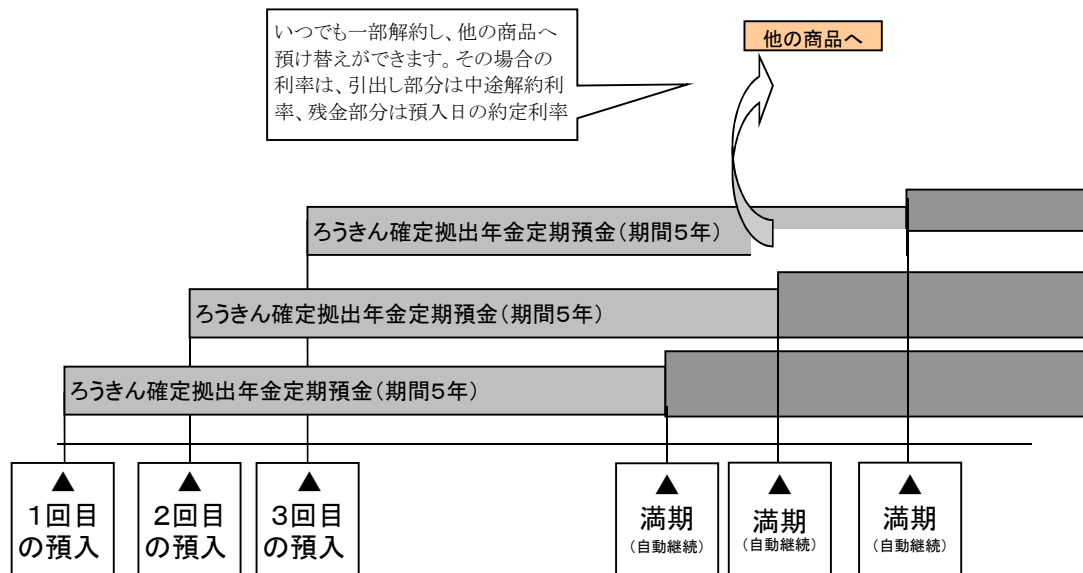 いつでも一部解約し、他の商品へ
預け替えができます。その場合の
利率は、引出し部分は中途解約利
率、残金部分は預入日の約定利率
他の商品へ
ろうきん確定拠出年金定期預金(期間5年)
ろうきん確定拠出年金定期預金(期間5年)
ろうきん確定拠出年金定期預金(期間5年)
▲
1回目
の預入
▲
2回目
の預入
▲
3回目
の預入
▲
満期
(自動継続)
▲
満期
(自動継続)
▲
満期
(自動継続)